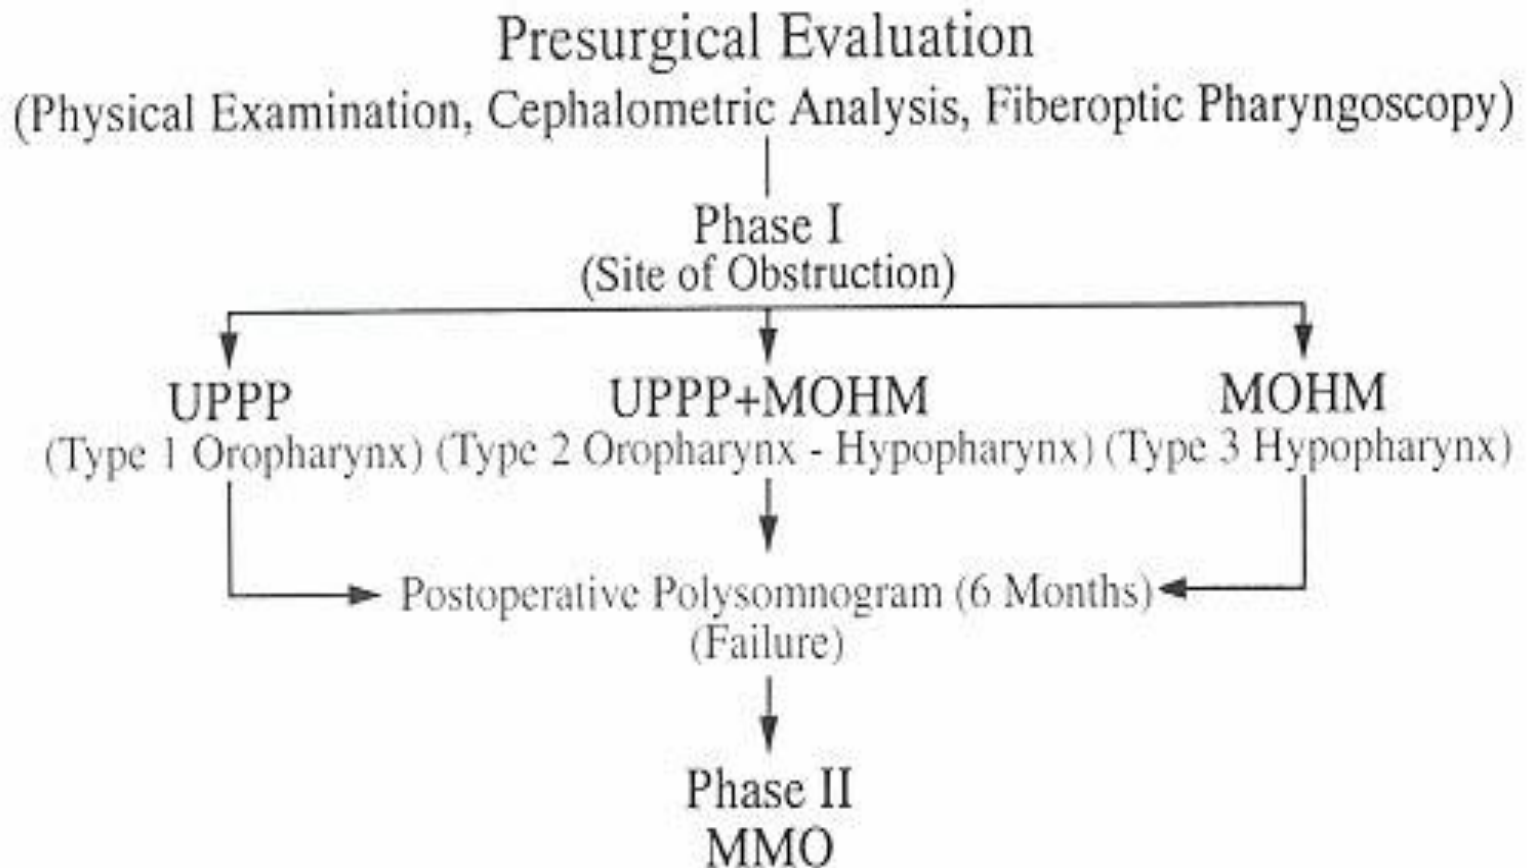 Presurgical Evaluation
(Physical Examination, Cephalometric Analysis, Fiberoptic Pharyngoscopy)
Phase I
(Site of Obstruction)
UPPP UPPP+MOHM MOHM
(Type 1 Oropharynx) (Type 2 Oropharynx - Hypopharynx) (Type 3 Hypopharynx)
Postoperative Polysomnogram (6 Months)
(Failure)
Phase II
MMO